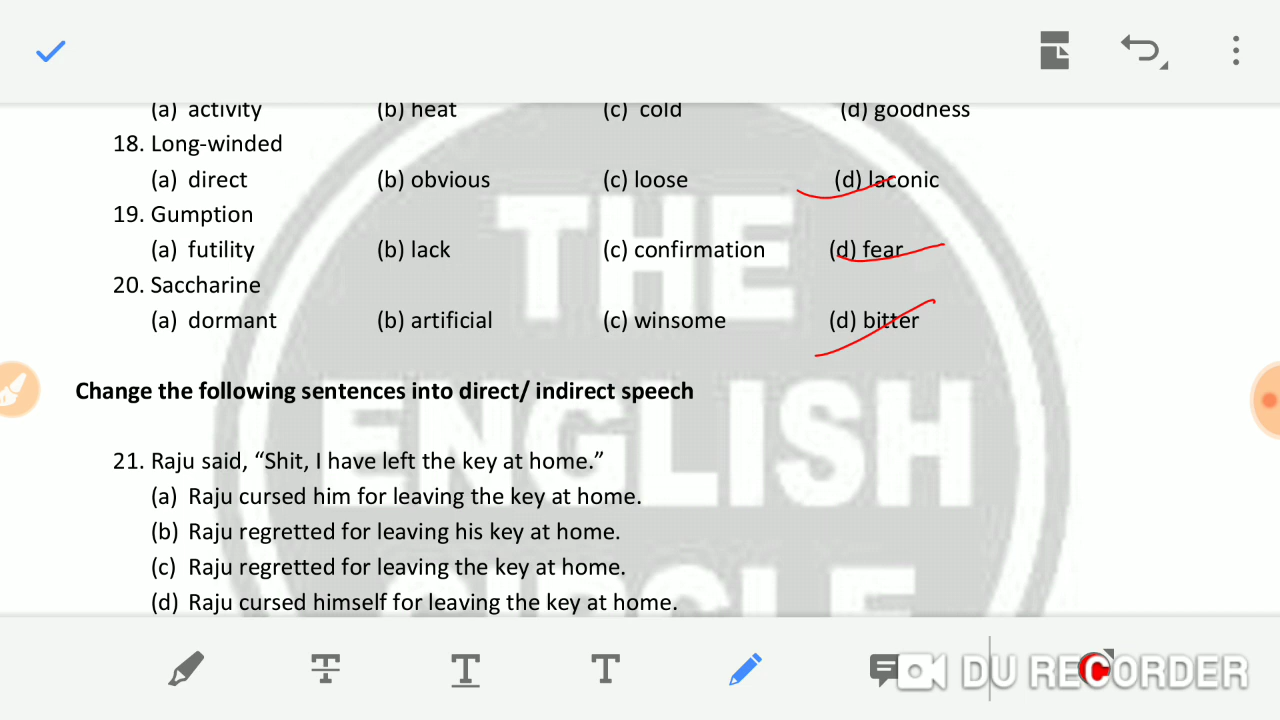 (a) activity (b) heat (c) cold (d) goodness
18. Long-winded
(a) direct (b) obvious (c) loose (d) laconic
19. Gumption
(a) futility (b) lack (c) confirmation (d) fear
20. Saccharine
(a) dormant (b) artificial (c) winsome (d) bitter
Change the following sentences into direct/ indirect speech
21. Raju said, “Shit, I have left the key at home.”
(a) Raju cursed him for leaving the key at home.
(b) Raju regretted for leaving his key at home.
(c) Raju regretted for leaving the key at home.
(d) Raju cursed himself for leaving the key at home.
THE
ENGLISH
CIRCLE
T T T
DU RECORDER